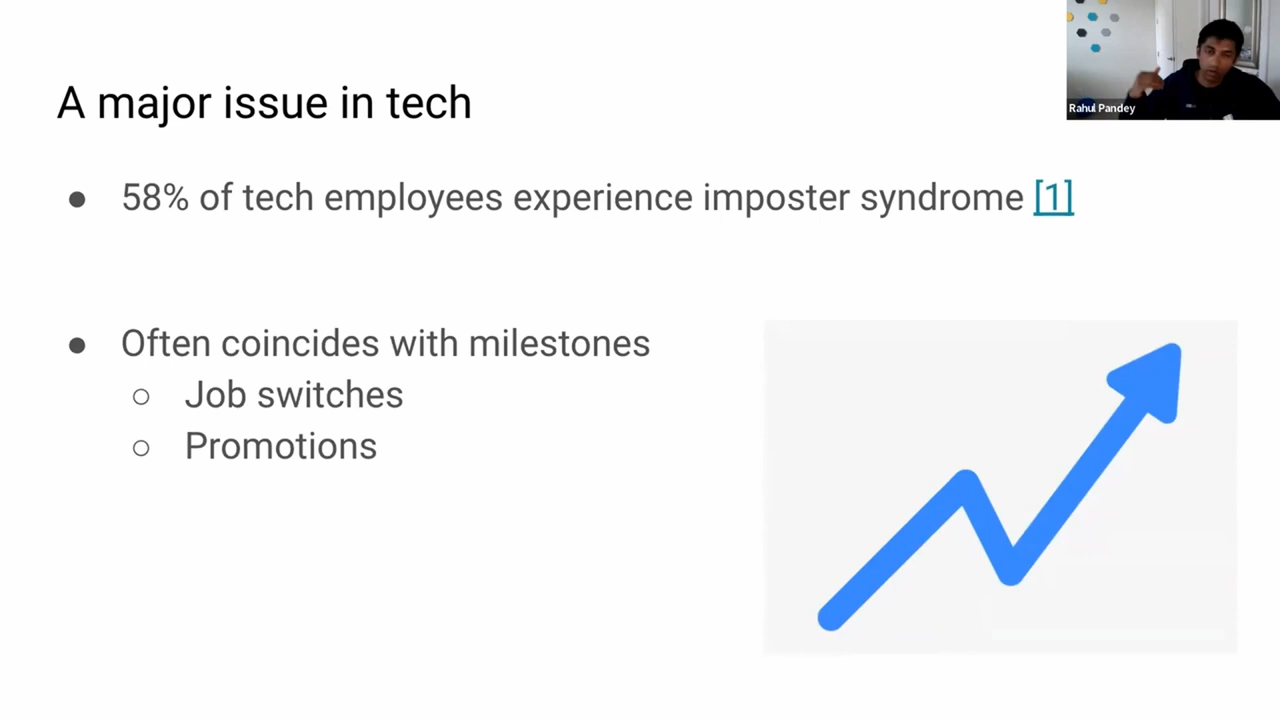 Rahul Pandey
A major issue in tech
● 58% of tech employees experience imposter syndrome [1]
● Often coincides with milestones
○ Job switches
○ Promotions